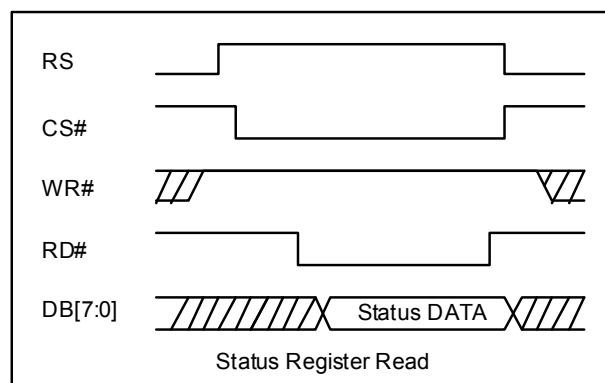 RS
CS#
WR#
RD#
DB[7:0]
Status DATA
Status Register Read